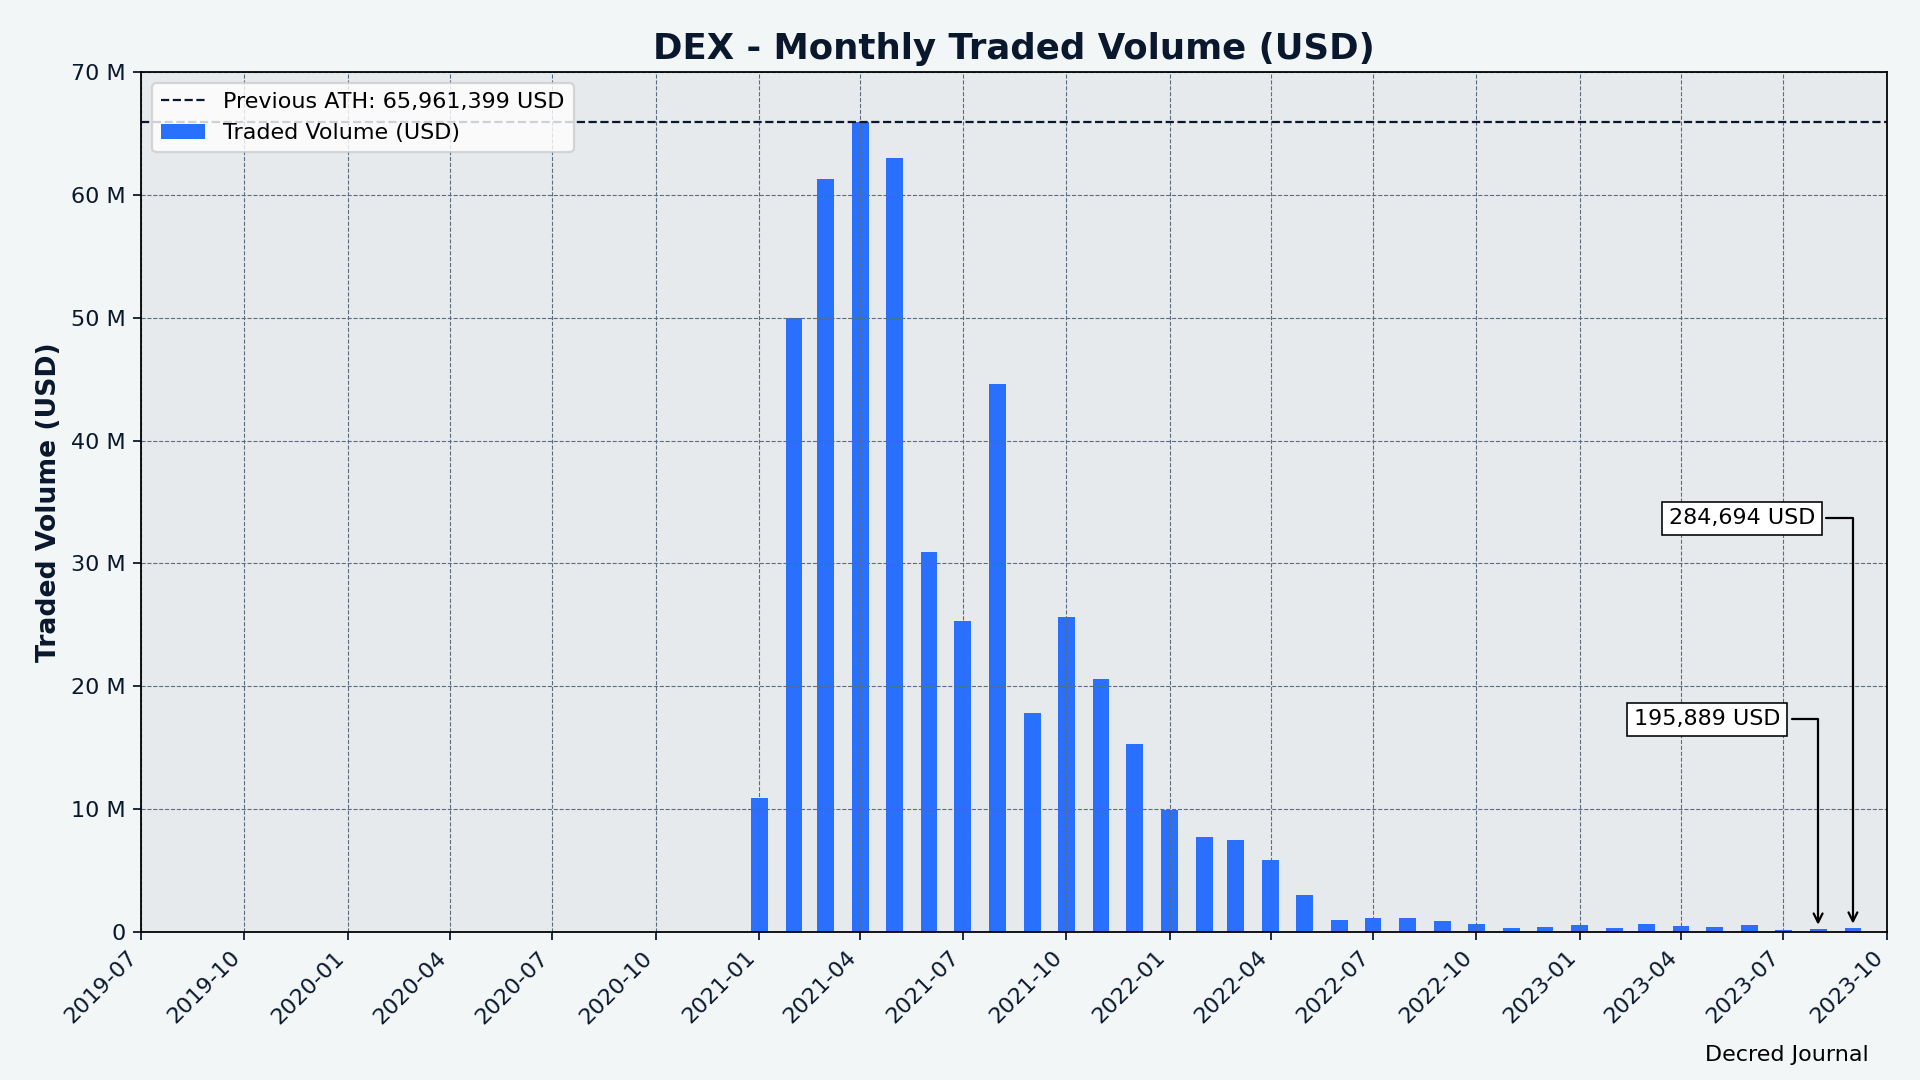 DEX - Monthly Traded Volume (USD)
Previous ATH: 65,961,399 USD
Traded Volume (USD)
Traded Volume (USD)
70 M
60 M
50 M
40 M
30 M
20 M
10 M
0
284,694 USD
195,889 USD
2019-07
2019-10
2020-01
2020-04
2020-07
2020-10
2021-01
2021-04
2021-07
2021-10
2022-01
2022-04
2022-07
2022-10
2023-01
2023-04
2023-07
2023-10
Decred Journal